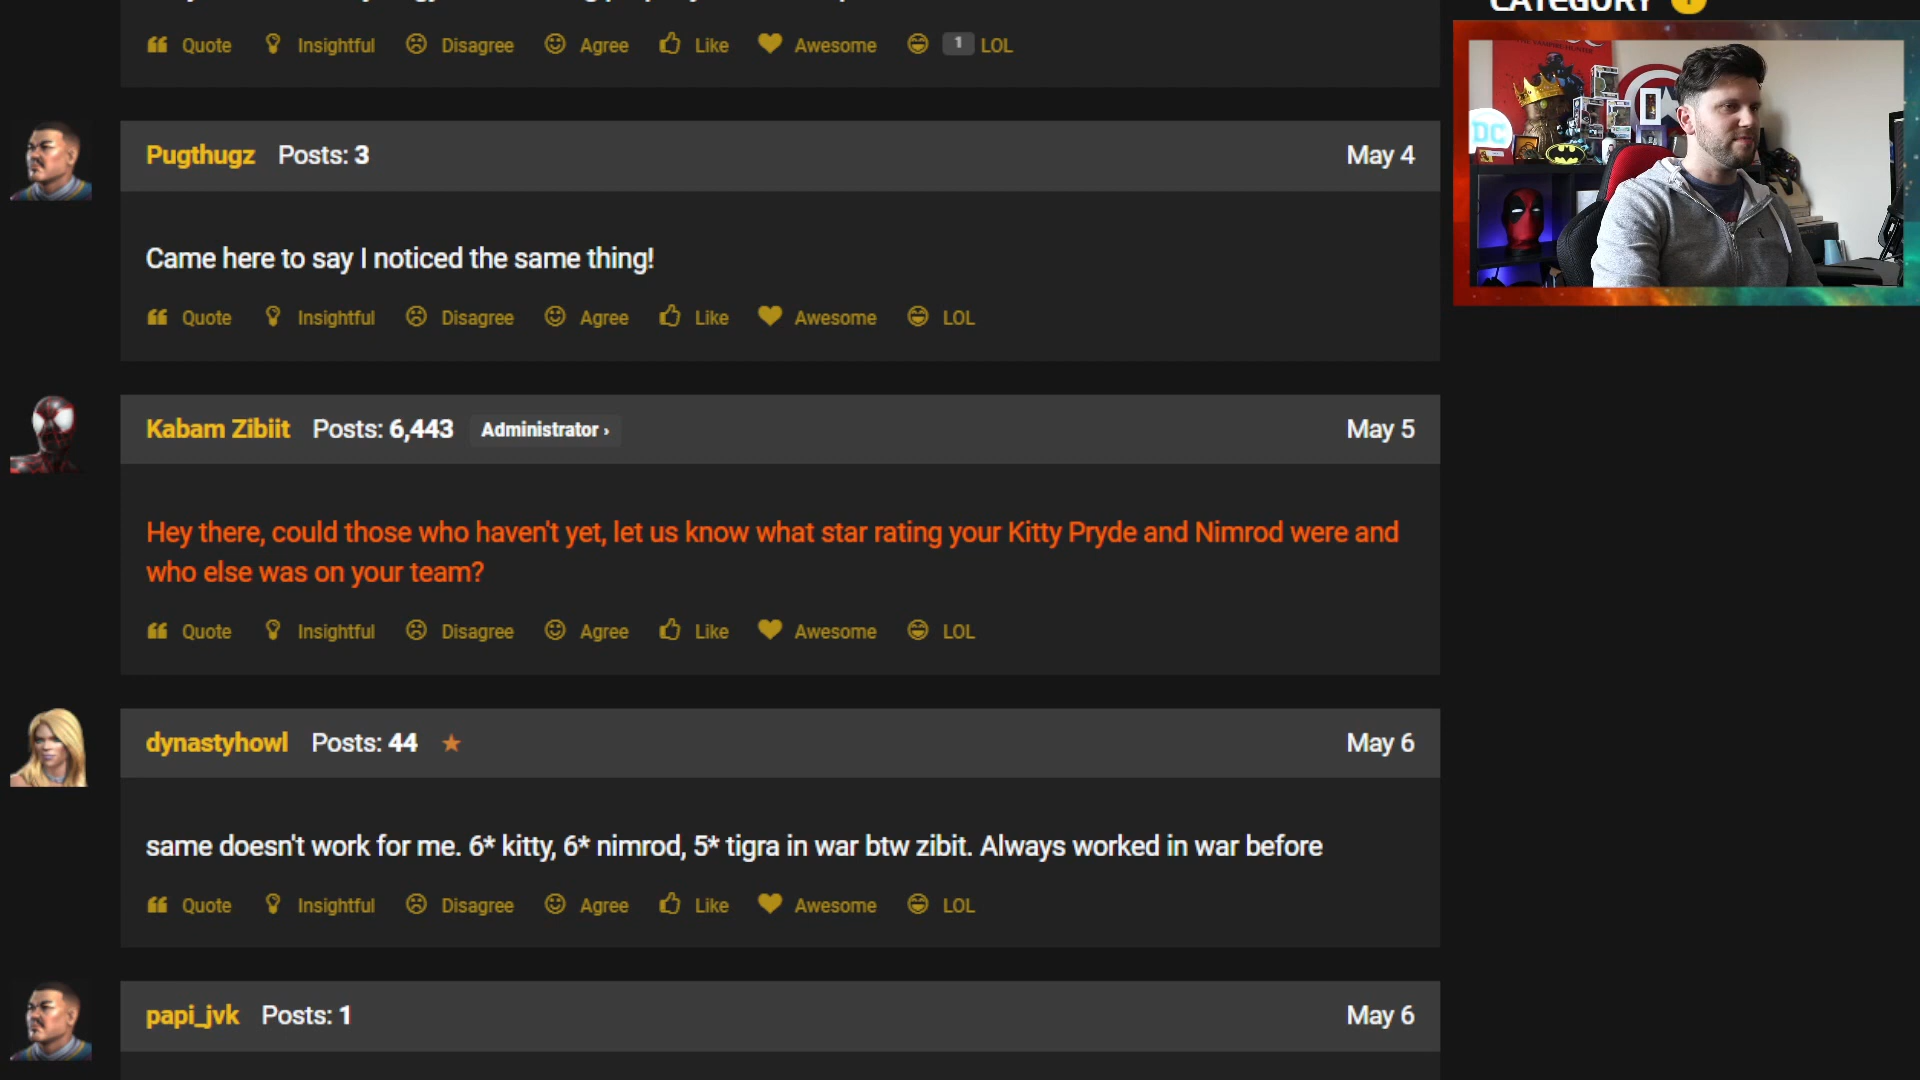 CATEGORY
Quote Insightful Disagree Agree Like Awesome 1 LOL
Pugthugz Posts: 3 May 4
Came here to say I noticed the same thing!
Quote Insightful Disagree Agree Like Awesome LOL
Kabam Zibiit Posts: 6,443 Administrator › May 5
Hey there, could those who haven't yet, let us know what star rating your Kitty Pryde and Nimrod were and
who else was on your team?
Quote Insightful Disagree Agree Like Awesome LOL
dynastyhowl Posts: 44 ★ May 6
same doesn't work for me. 6* kitty, 6* nimrod, 5* tigra in war btw zibit. Always worked in war before
Quote Insightful Disagree Agree Like Awesome LOL
papi_jvk Posts: 1 May 6
DC